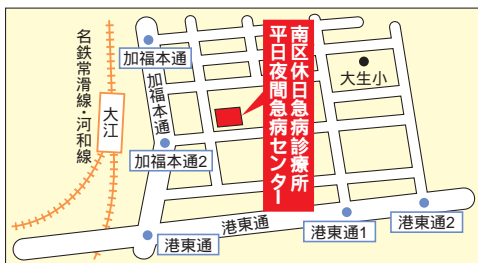 名鉄常滑線・河和線
大江
加福本通
加福本通
加福本通2
南区休日急病診療所
平日夜間急病センター
大生小
港東通
港東通
港東通1
港東通2